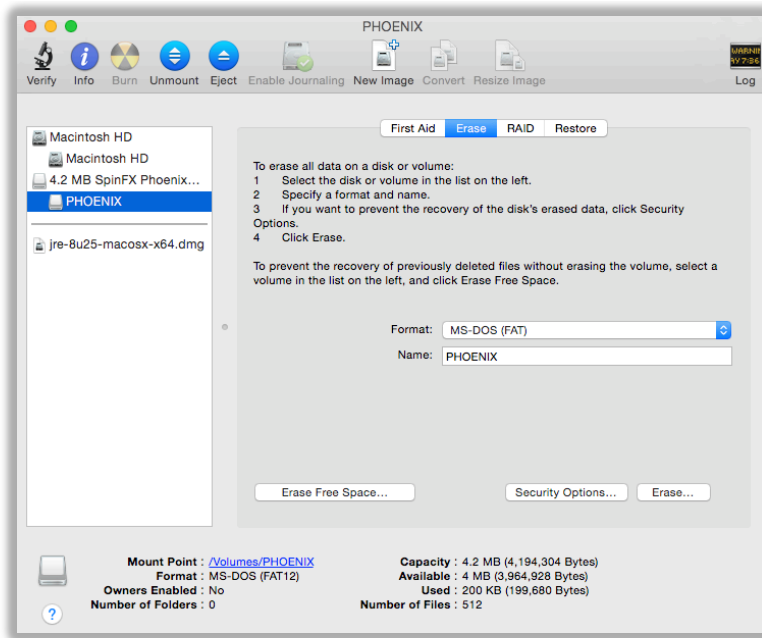 PHOENIX
Verify Info Burn Unmount Eject Enable Journaling New Image Convert Resize Image Log
First Aid Erase RAID Restore
Macintosh HD
Macintosh HD
4.2 MB SpinFX Phoenix...
PHOENIX
jre-8u25-macosx-x64.dmg
To erase all data on a disk or volume:
1 Select the disk or volume in the list on the left.
2 Specify a format and name.
3 If you want to prevent the recovery of the disk's erased data, click Security
Options.
4 Click Erase.
To prevent the recovery of previously deleted files without erasing the volume, select a
volume in the list on the left, and click Erase Free Space.
Format: MS-DOS (FAT)
Name: PHOENIX
Erase Free Space... Security Options... Erase...
Mount Point : /Volumes/PHOENIX
Format : MS-DOS (FAT12)
Owners Enabled : No
Number of Folders : 0
Capacity : 4.2 MB (4,194,304 Bytes)
Available : 4 MB (3,964,928 Bytes)
Used : 200 KB (199,680 Bytes)
Number of Files : 512
?